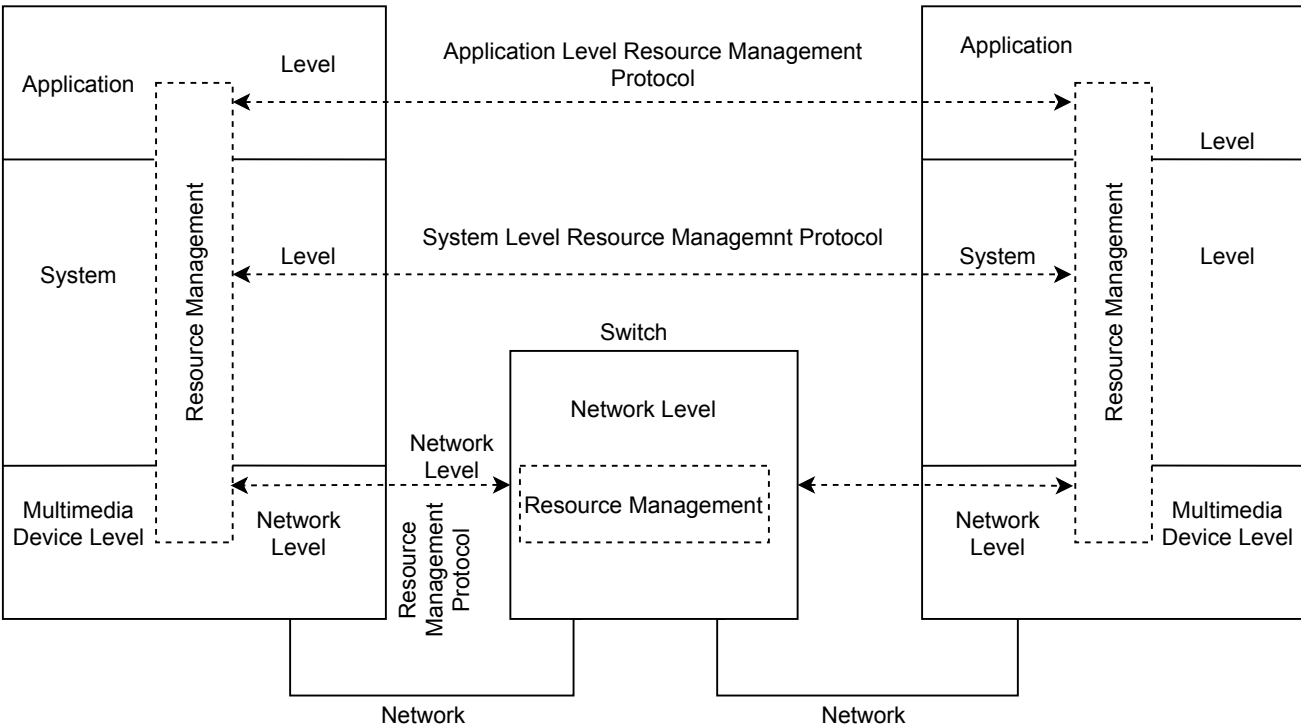 Application
Level
Application Level Resource Management
Protocol
Application
Level
Resource Management
System
Level
System Level Resource Managemnt Protocol
System
Level
Resource Management
Switch
Network Level
Resource Management
Network
Level
Resource
Management
Protocol
Multimedia
Device Level
Network
Level
Network
Level
Multimedia
Device Level
Network
Network